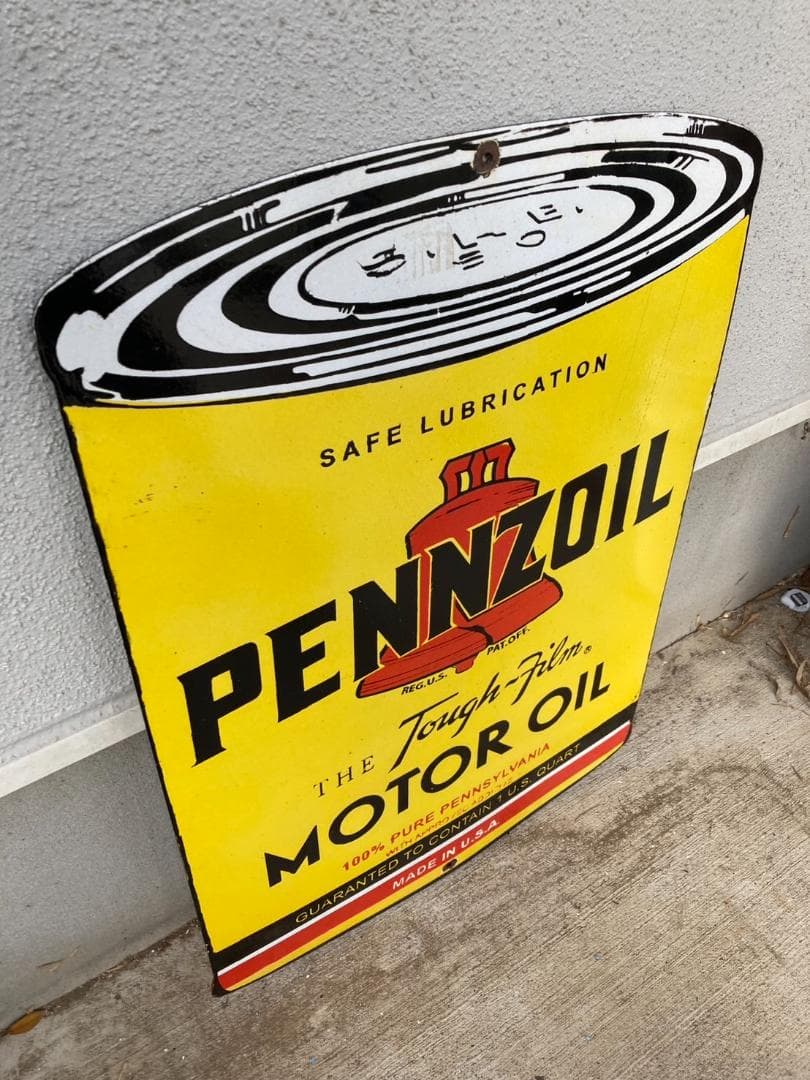 SAFE LUBRICATION
PENNZOIL
REG. U.S. PAT. OFF.
THE Tough-Film®
MOTOR OIL
100% PURE PENNSYLVANIA
GUARANTEED TO CONTAIN 1 U.S. QUART
MADE IN U.S.A.